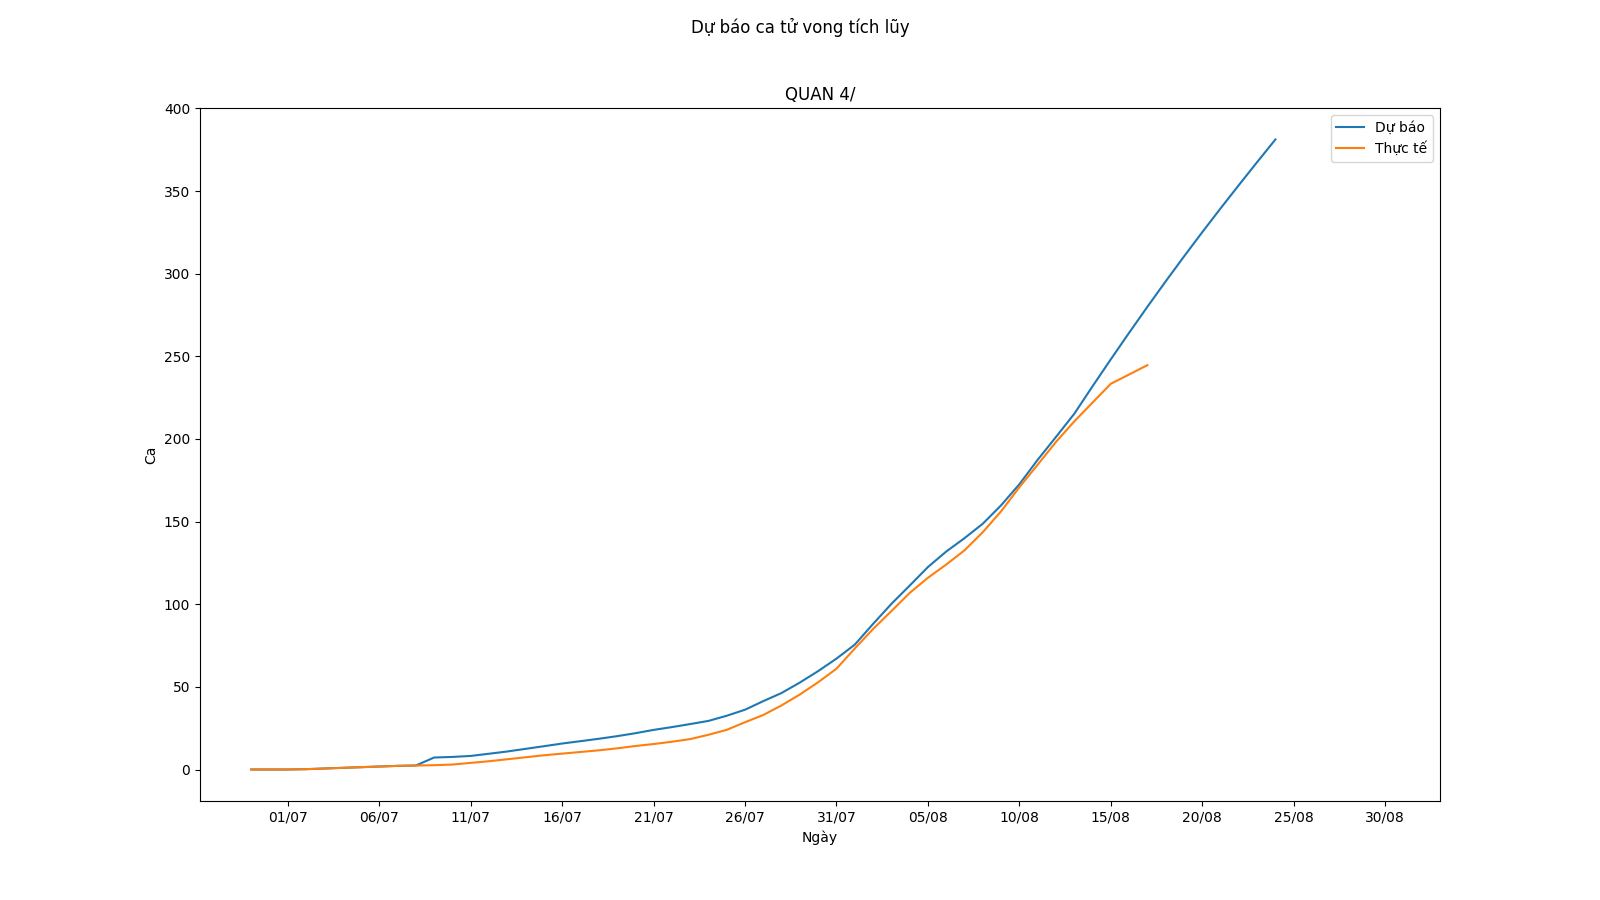 Dự báo ca tử vong tích lũy
QUAN 4/
400
350
300
250
200
150
100
50
0
Ca
Dự báo
Thực tế
01/07 06/07 11/07 16/07 21/07 26/07 31/07 05/08 10/08 15/08 20/08 25/08 30/08
Ngày